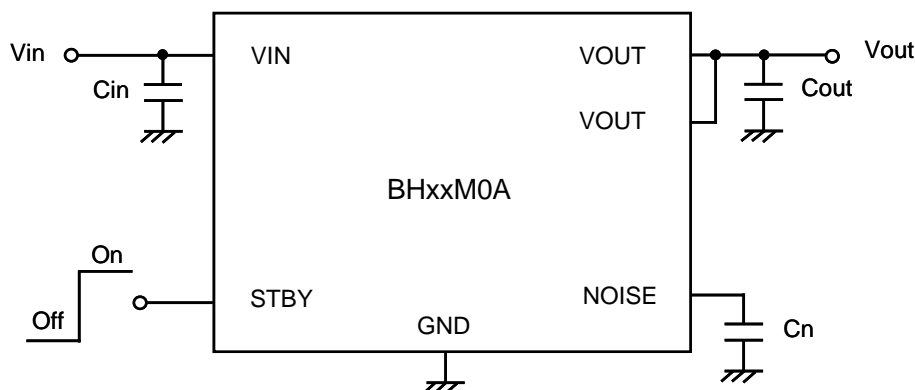 Vin
VIN
VOUT
Vout
Cin
Cout
VOUT
BHxxM0A
On
STBY
NOISE
Off
GND
Cn